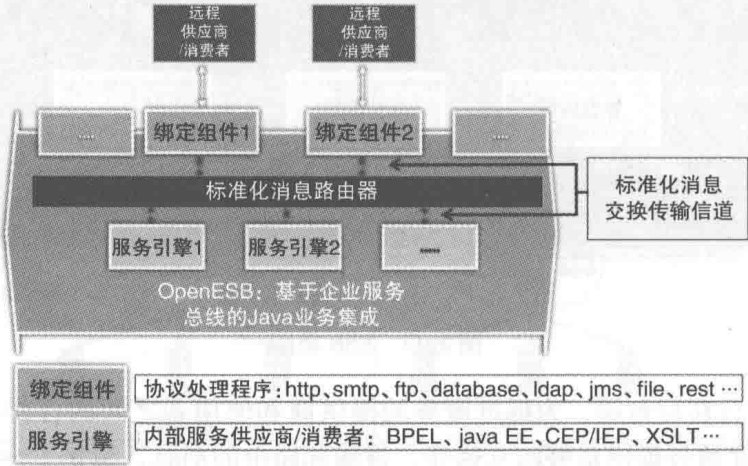 远程
供应商
/消费者
远程
供应商
/消费者
....
绑定组件1
绑定组件2
....
标准化消息路由器
标准化消息
交换传输信道
服务引擎1
服务引擎2
.....
OpenESB：基于企业服务
总线的Java业务集成
绑定组件
协议处理程序：http、smtp、ftp、database、ldap、jms、file、rest …
服务引擎
内部服务供应商/消费者： BPEL、java EE、CEP/IEP、XSLT…